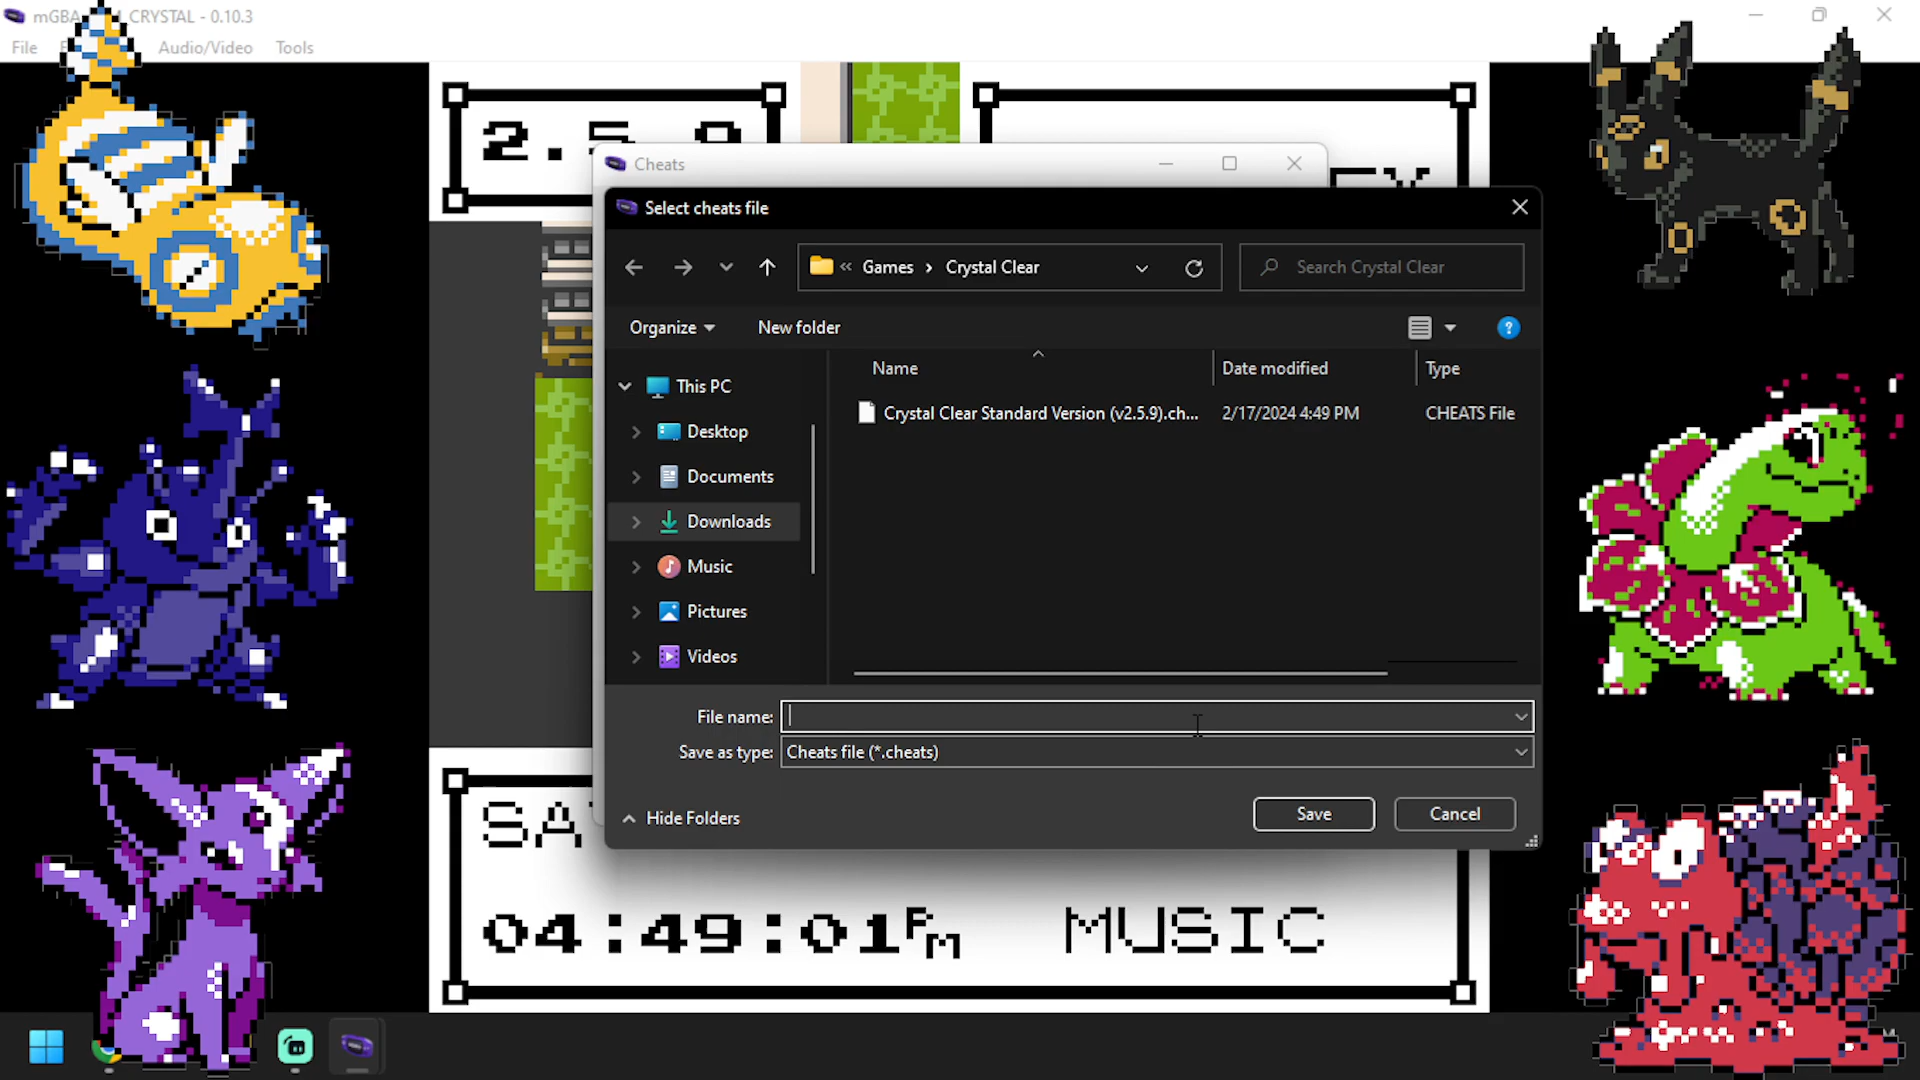 mGBA
CRYSTAL - 0.10.3
File
Audio/Video
Tools
2.5.9
Cheats
Select cheats file
« Games › Crystal Clear
Search Crystal Clear
Organize
New folder
Name
Date modified
Type
This PC
Crystal Clear Standard Version (v2.5.9).ch...
2/17/2024 4:49 PM
CHEATS File
Desktop
Documents
Downloads
Music
Pictures
Videos
File name:
Save as type:
Cheats file (*.cheats)
Hide Folders
Save
Cancel
04:49:01PM
MUSIC